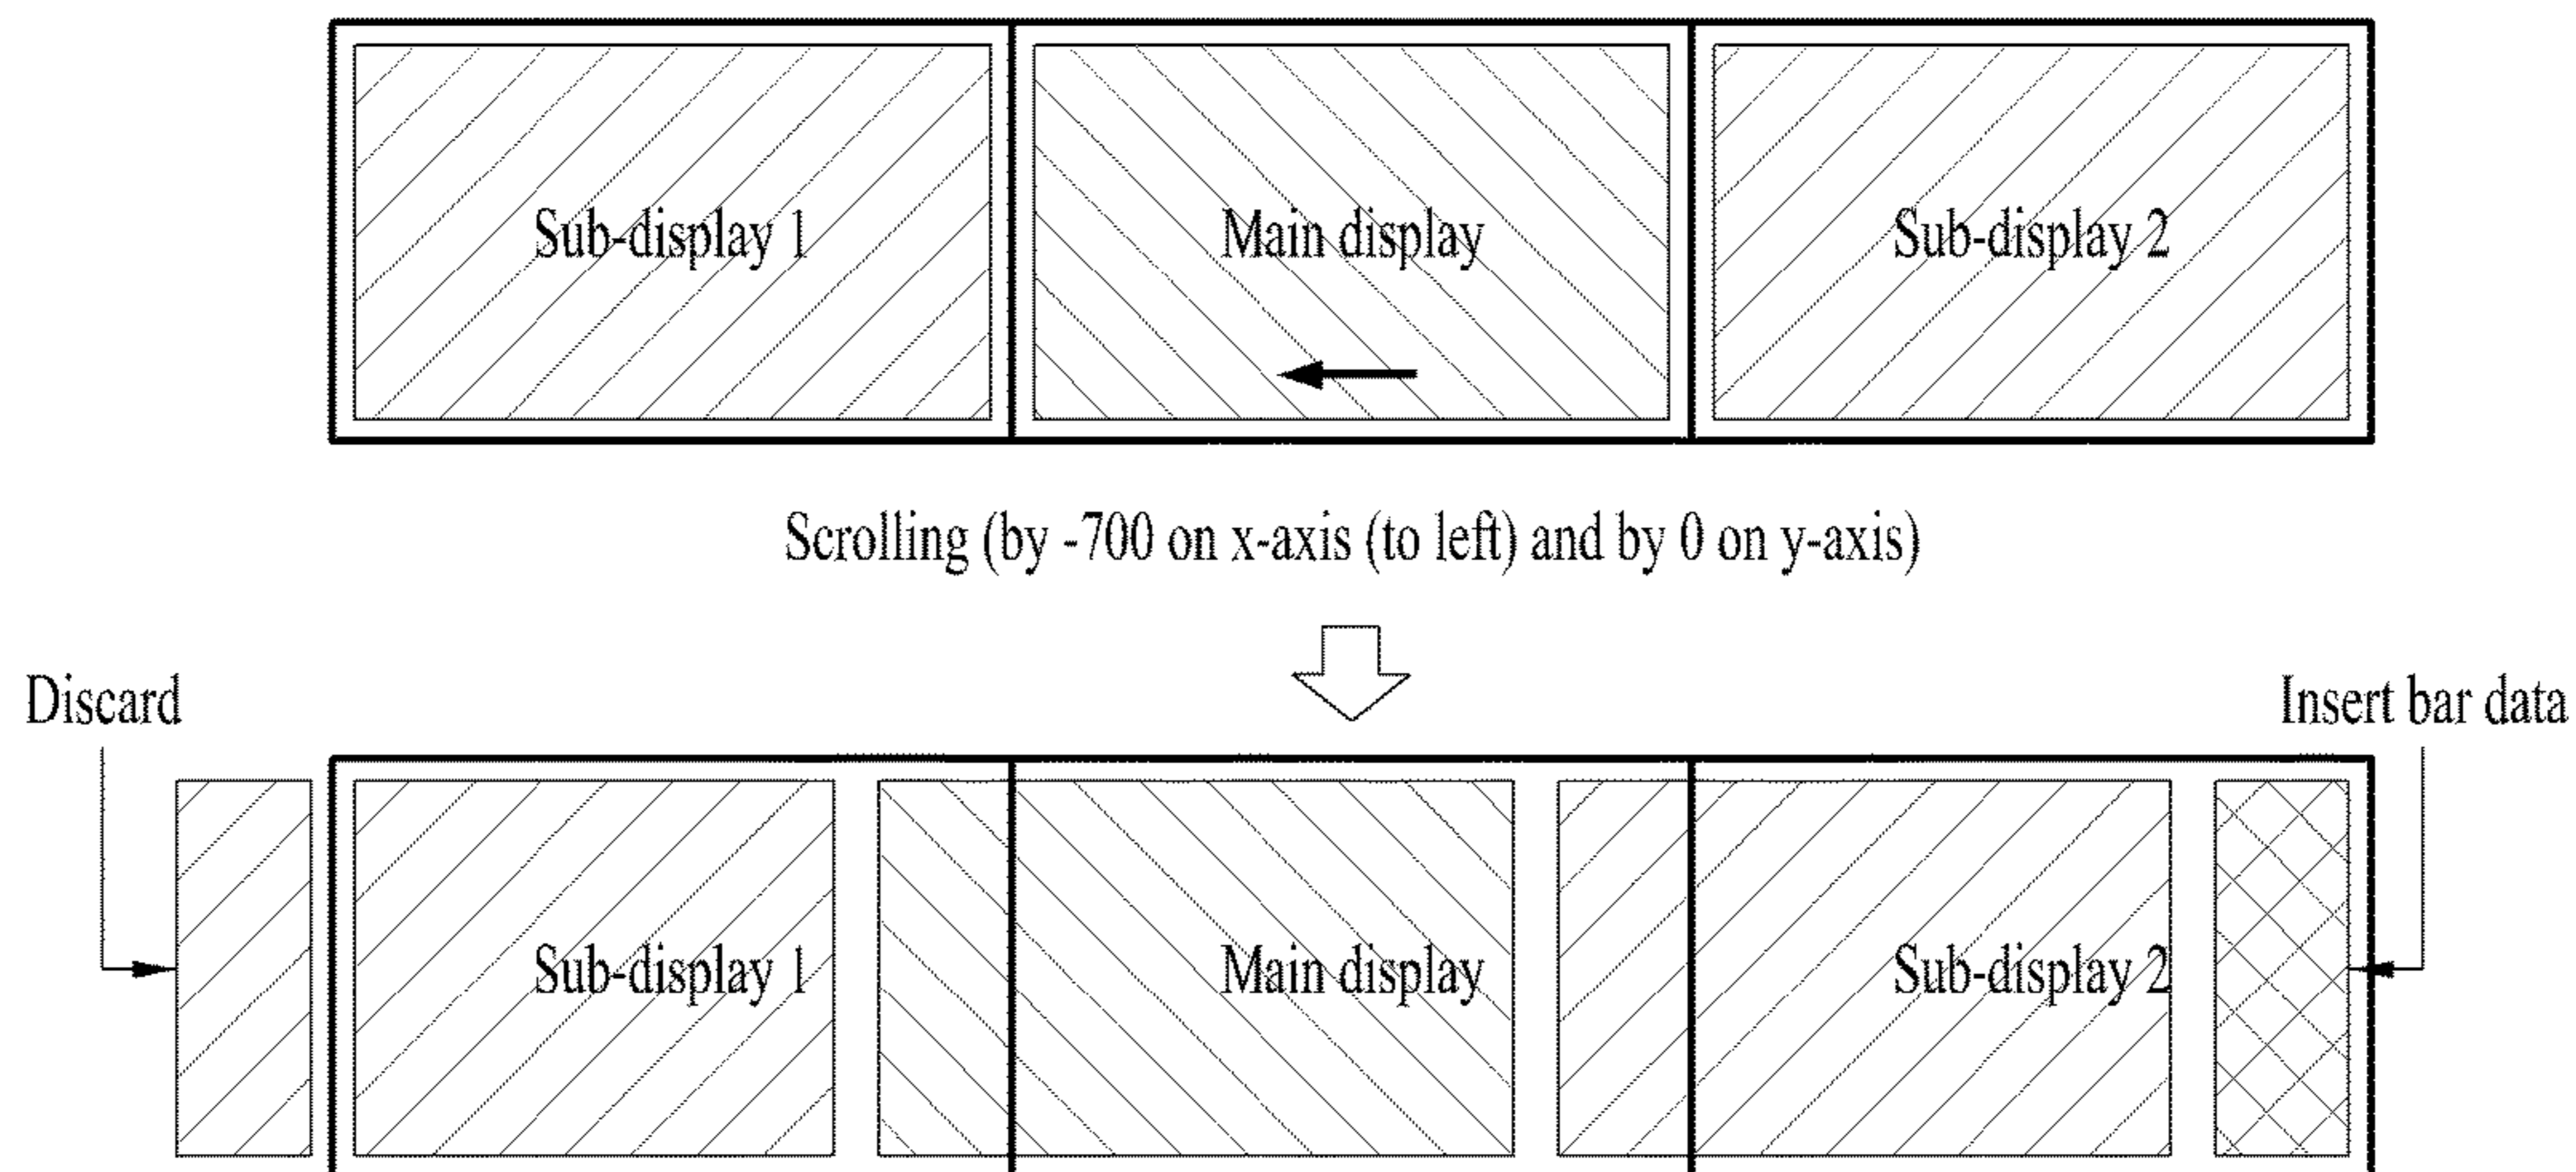 Sub-display 1 Main display Sub-display 2
Scrolling (by -700 on x-axis (to left) and by 0 on y-axis)
Discard Insert bar data
Sub-display 1 Main display Sub-display 2